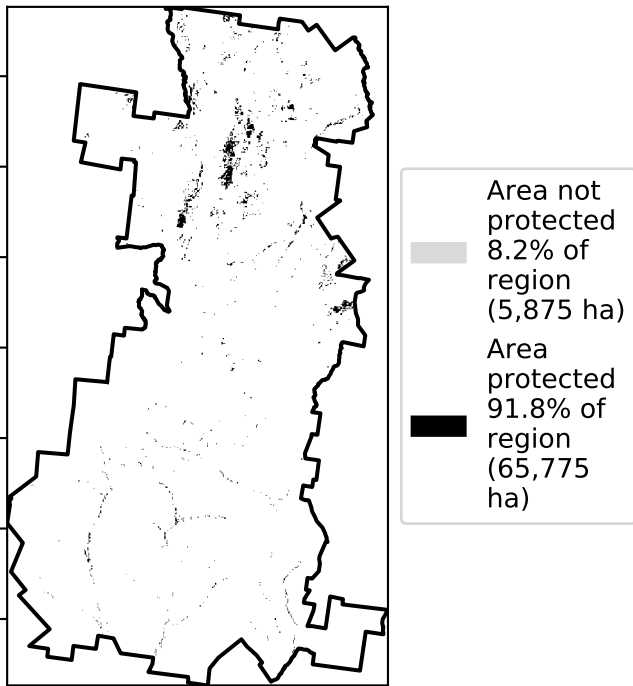 Area not
protected
8.2% of
region
(5,875 ha)
Area
protected
91.8% of
region
(65,775
ha)